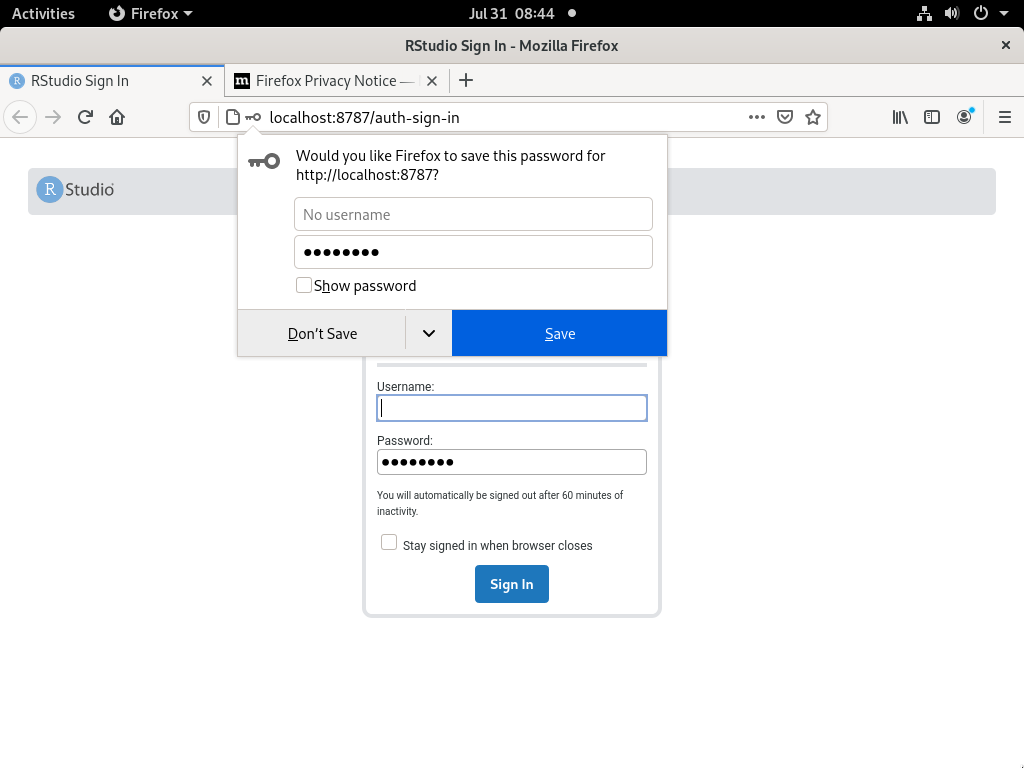 Activities Firefox Jul 31 08:44
RStudio Sign In - Mozilla Firefox
RStudio Sign In Firefox Privacy Notice —
localhost:8787/auth-sign-in
R Studio
Would you like Firefox to save this password for
http://localhost:8787?
No username
●●●●●●●●
Show password
Don’t Save Save
Username:
Password:
●●●●●●●●
You will automatically be signed out after 60 minutes of
inactivity.
Stay signed in when browser closes
Sign In